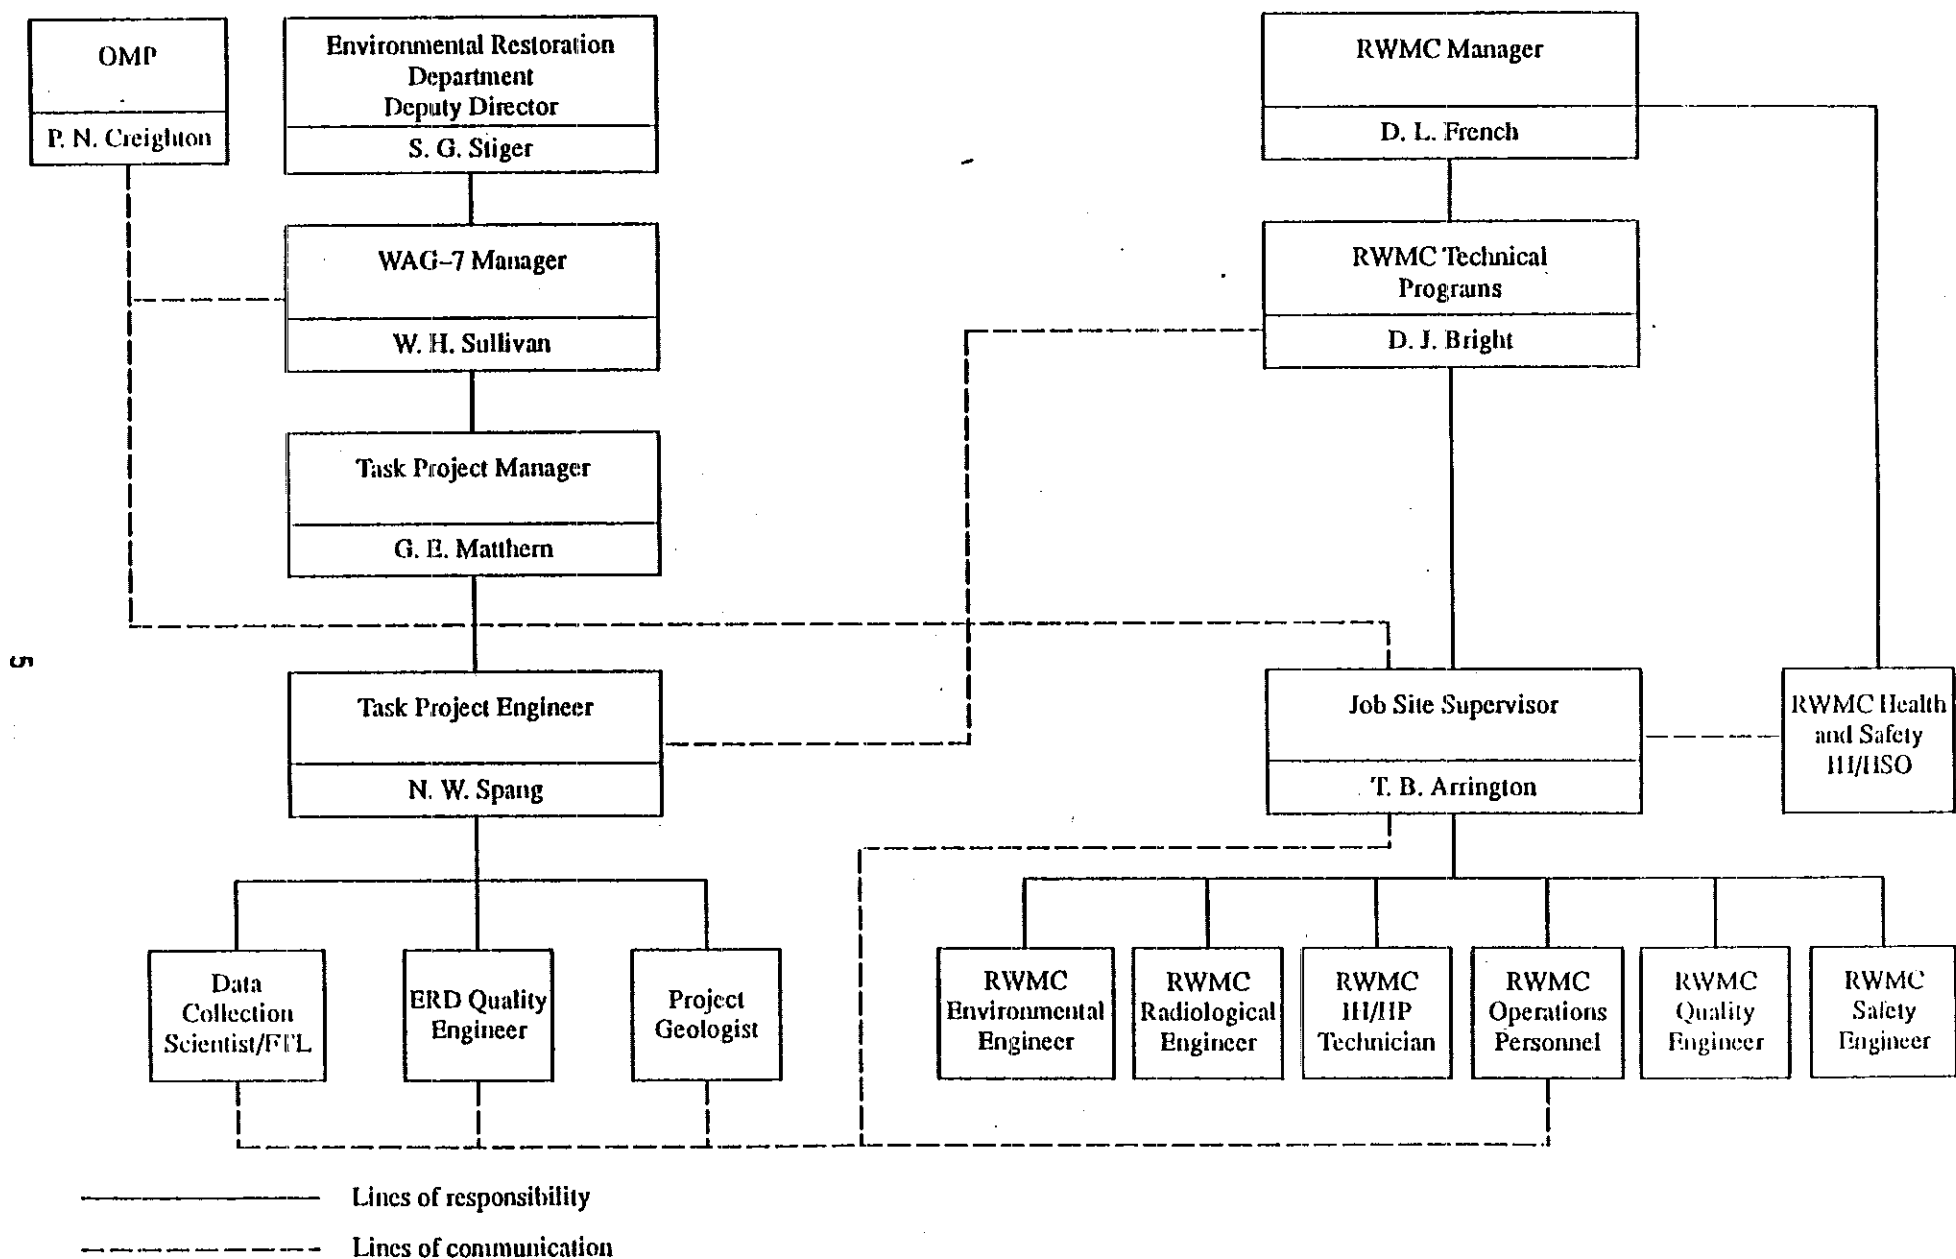 OMP
P. N. Creighton
Environmental Restoration
Department
Deputy Director
S. G. Stiger
RWMC Manager
D. L. French
WAG-7 Manager
W. H. Sullivan
RWMC Technical
Programs
D. J. Bright
Task Project Manager
G. E. Matthern
5
Task Project Engineer
N. W. Spang
Job Site Supervisor
T. B. Arrington
RWMC Health
and Safety
IH/HSO
Data
Collection
Scientist/FTL
ERD Quality
Engineer
Project
Geologist
RWMC
Environmental
Engineer
RWMC
Radiological
Engineer
RWMC
IH/HP
Technician
RWMC
Operations
Personnel
RWMC
Quality
Engineer
RWMC
Safety
Engineer
Lines of responsibility
Lines of communication